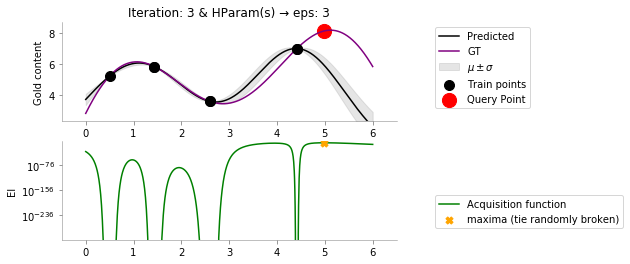 Iteration: 3 & HParam(s) → eps: 3
Gold content
8
6
4
0 1 2 3 4 5 6
Predicted
GT
μ ± σ
Train points
Query Point
EI
10^-76
10^-156
10^-236
0 1 2 3 4 5 6
Acquisition function
maxima (tie randomly broken)